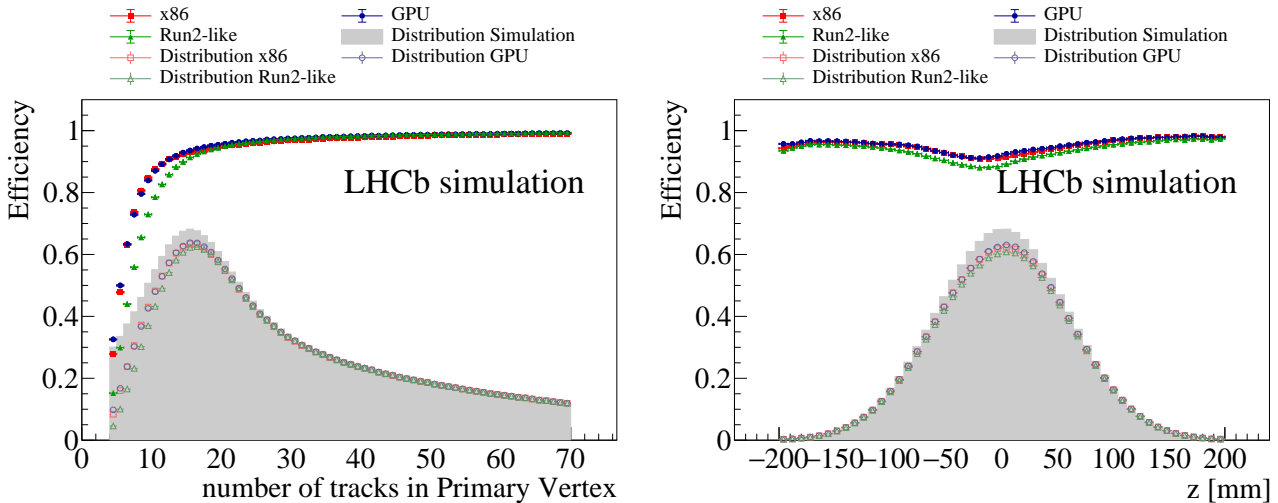 x86
GPU
Run2-like
Distribution Simulation
Distribution x86
Distribution GPU
Distribution Run2-like
Efficiency
1
0.8
0.6
0.4
0.2
0
LHCb simulation
0 10 20 30 40 50 60 70
number of tracks in Primary Vertex
x86
GPU
Run2-like
Distribution Simulation
Distribution x86
Distribution GPU
Distribution Run2-like
Efficiency
1
0.8
0.6
0.4
0.2
0
LHCb simulation
−200 −150 −100 −50 0 50 100 150 200
z [mm]